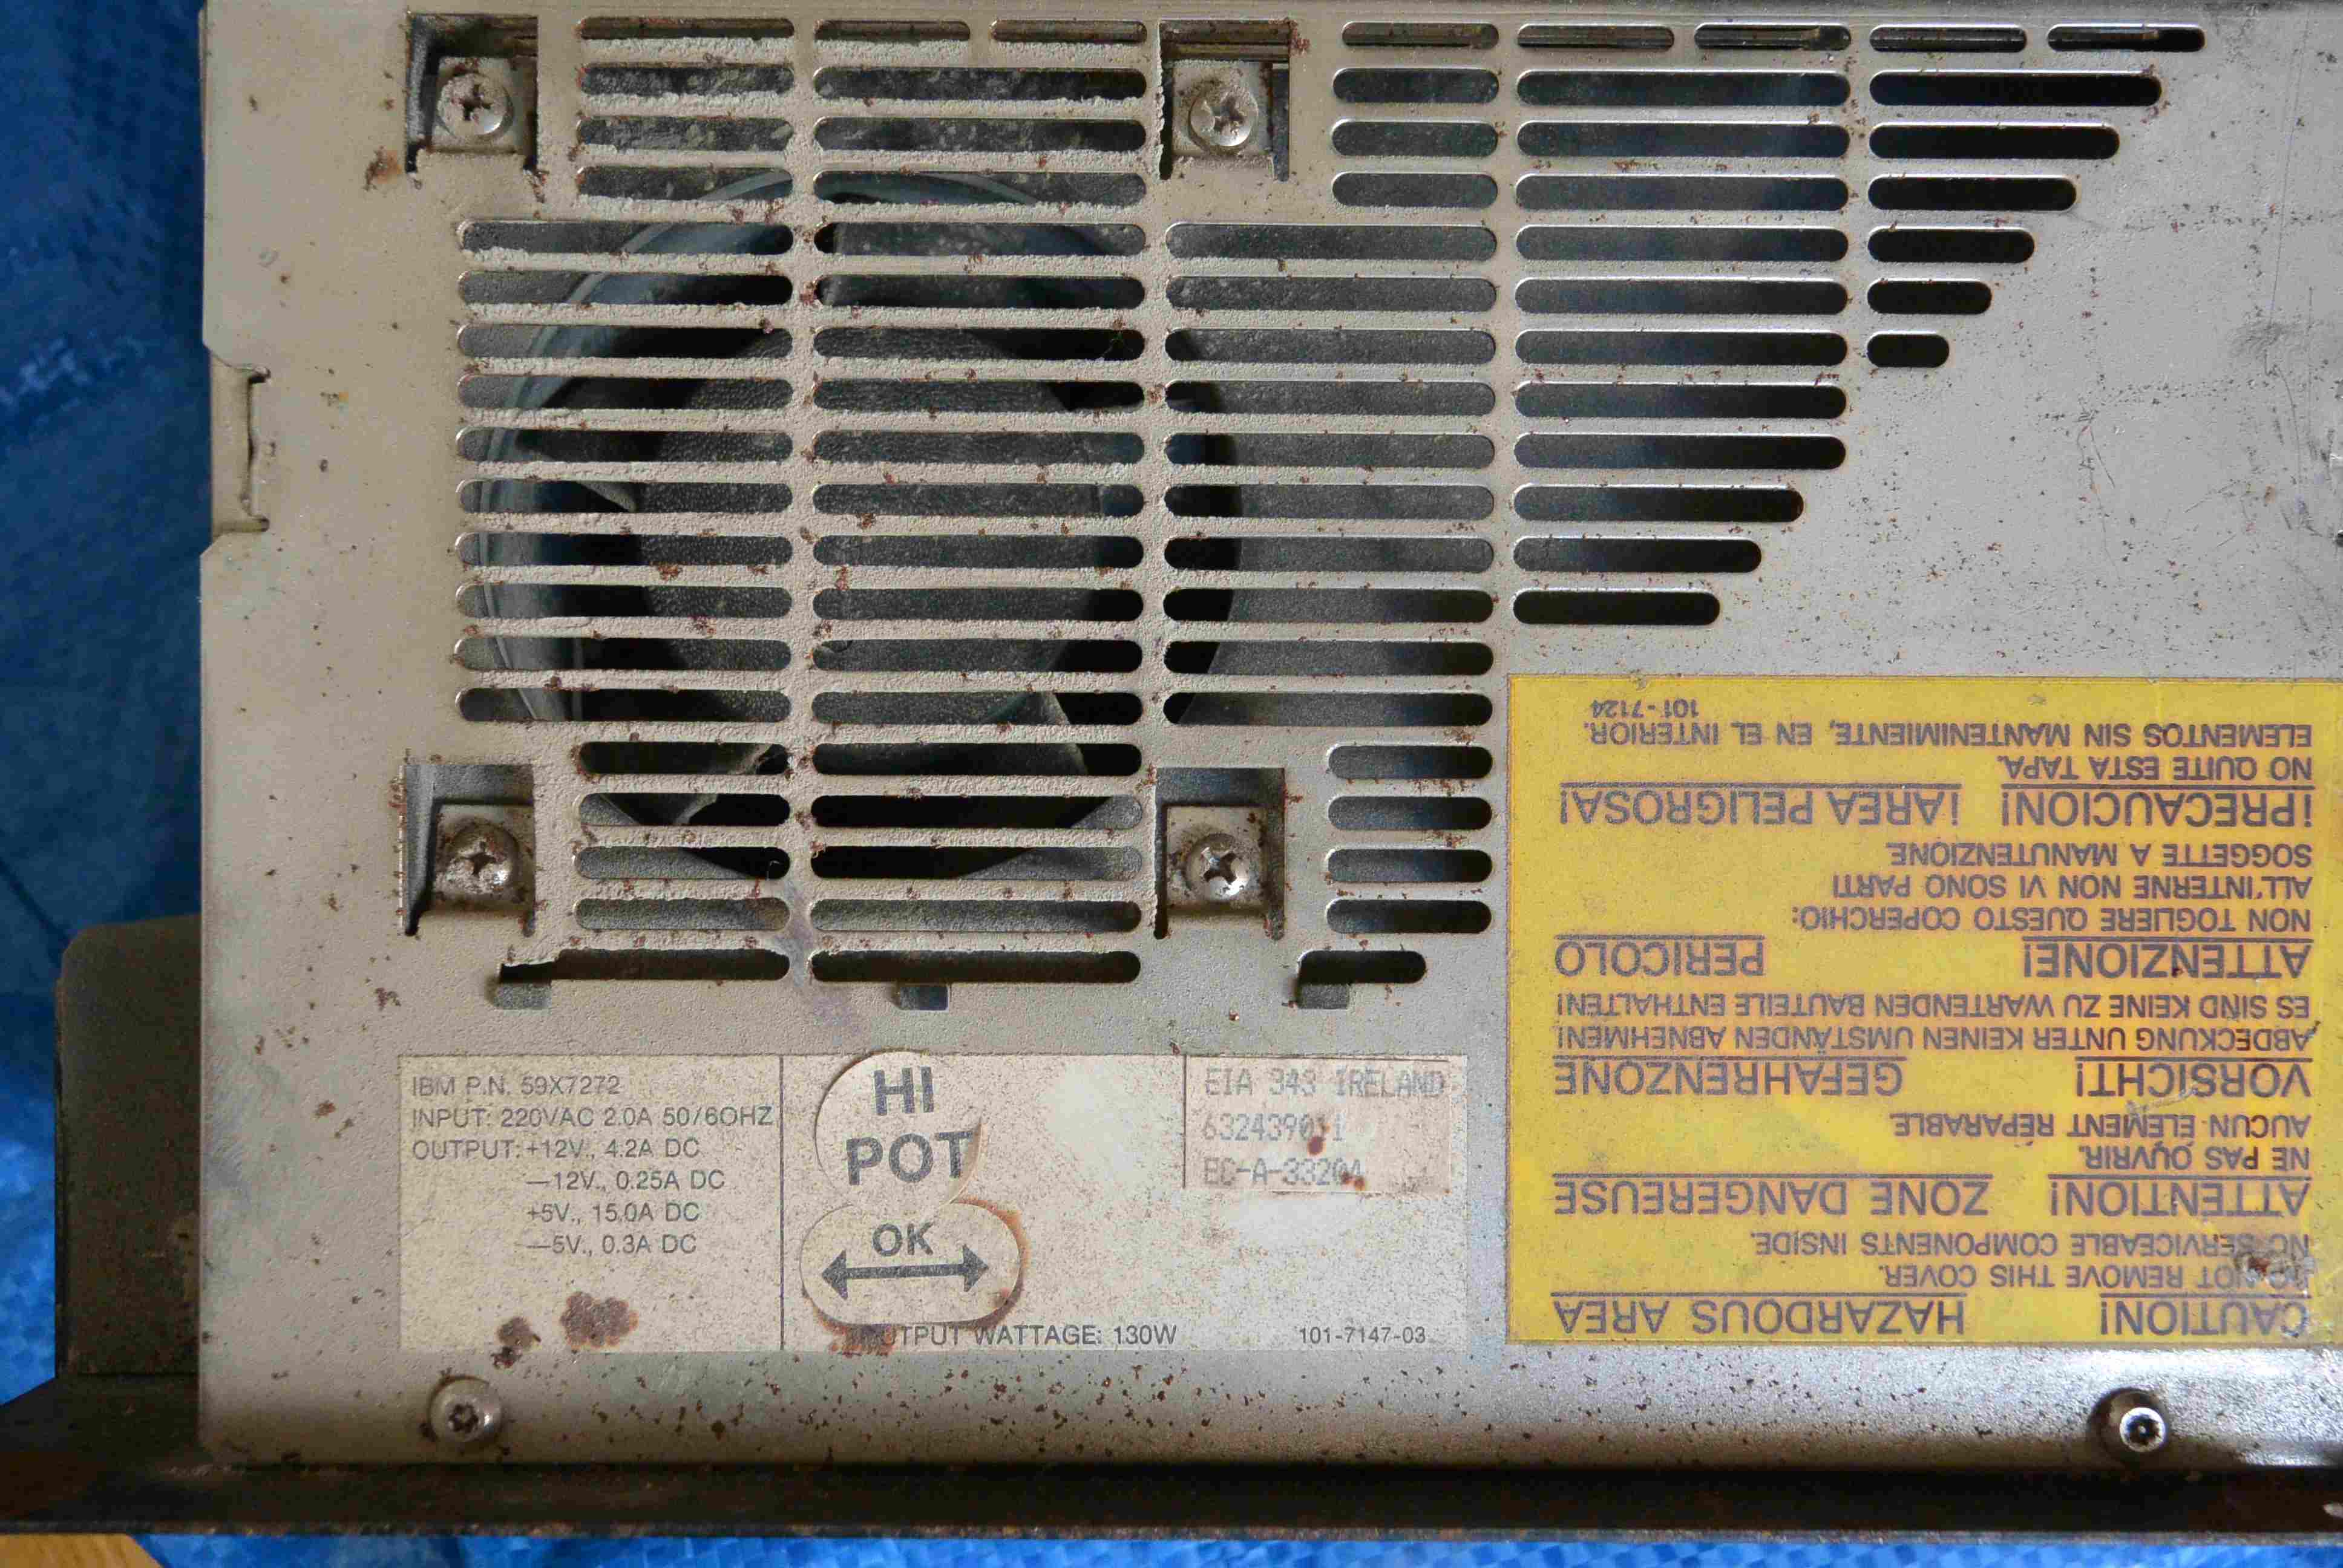 IBM P.N. 59X7272
INPUT: 220VAC 2.0A 50/60HZ
OUTPUT: +12V., 4.2A DC
—12V., 0.25A DC
+5V., 15.0A DC
—5V., 0.3A DC
HI
POT
OK
EIA 343 IRELAND
EC-A-33204
WATTAGE: 130W
101-7147-03
CAUTION! HAZARDOUS AREA
NOT REMOVE THIS COVER.
NO SERVICEABLE COMPONENTS INSIDE.
ATTENTION! ZONE DANGEREUSE
NE PAS OUVRIR.
AUCUN ELEMENT RÉPARABLE
VORSICHT! GEFAHRENZONE
ABDECKUNG UNTER KEINEN UMSTÄNDEN ABNEHMEN!
ES SIND KEINE ZU WARTENDEN BAUTEILE ENTHALTEN!
ATTENZIONE! PERICOLO
NON TOGLIERE QUESTO COPERCHIO:
ALL'INTERNE NON VI SONO PARTI
SOGGETTE A MANUTENZIONE
¡PRECAUCION! ¡AREA PELIGROSA!
NO QUITE ESTA TAPA.
ELEMENTOS SIN MANTENIMIENTE, EN EL INTERIOR.
101-7124